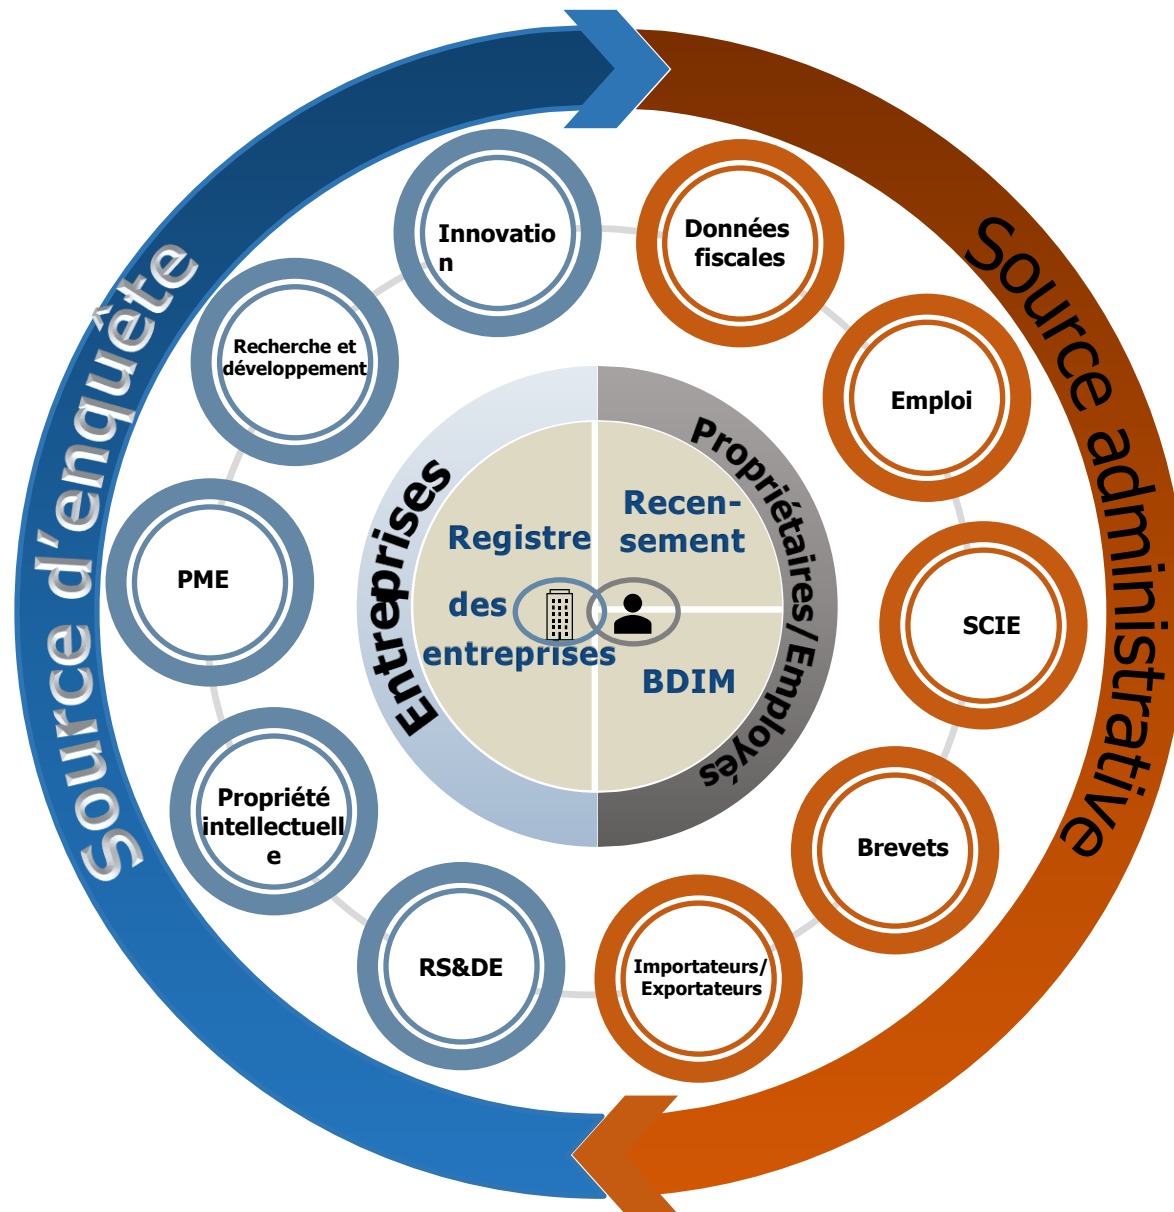 Source d'enquête
Source administrative
Innovatio
n
Données
fiscales
Recherche et
développement
Emploi
PME
SCIE
Propriété
intellectuell
e
Brevets
RS&DE
Importateurs/
Exportateurs
Entreprises
Propriétaires/Employés
Registre
des
entreprises
Recen-
sement
BDIM